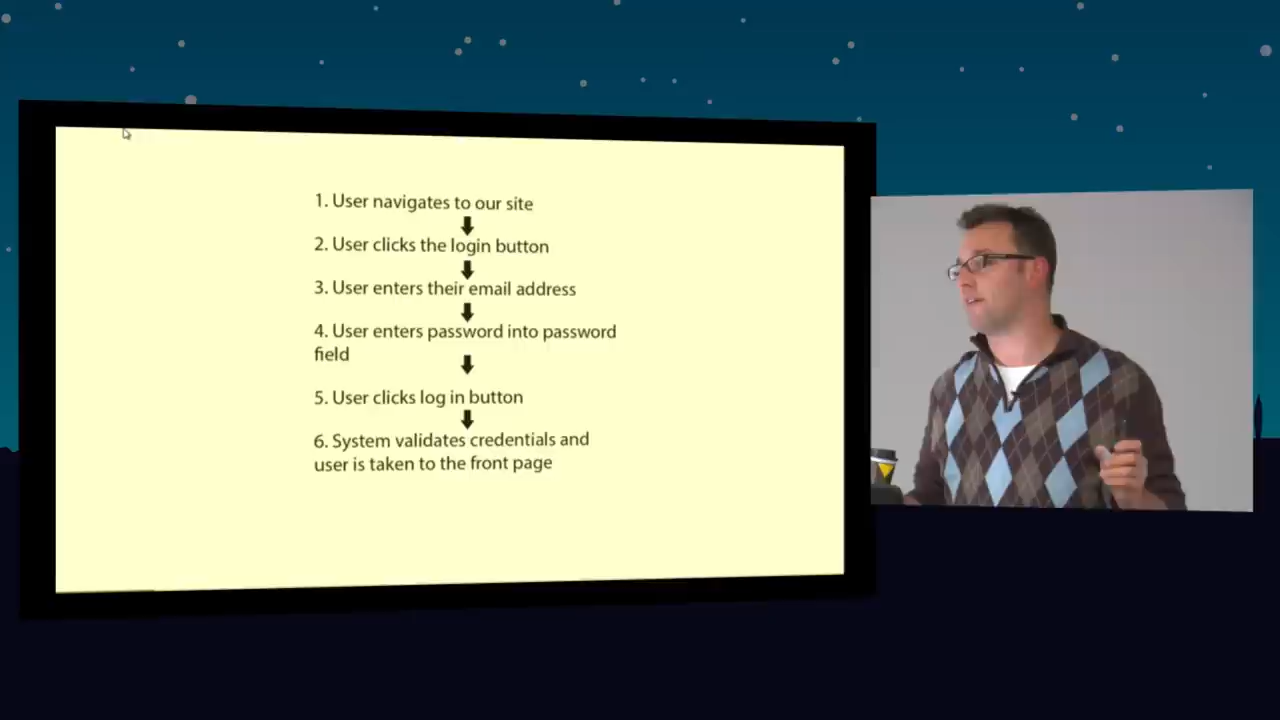 1. User navigates to our site
2. User clicks the login button
3. User enters their email address
4. User enters password into password
field
5. User clicks log in button
6. System validates credentials and
user is taken to the front page